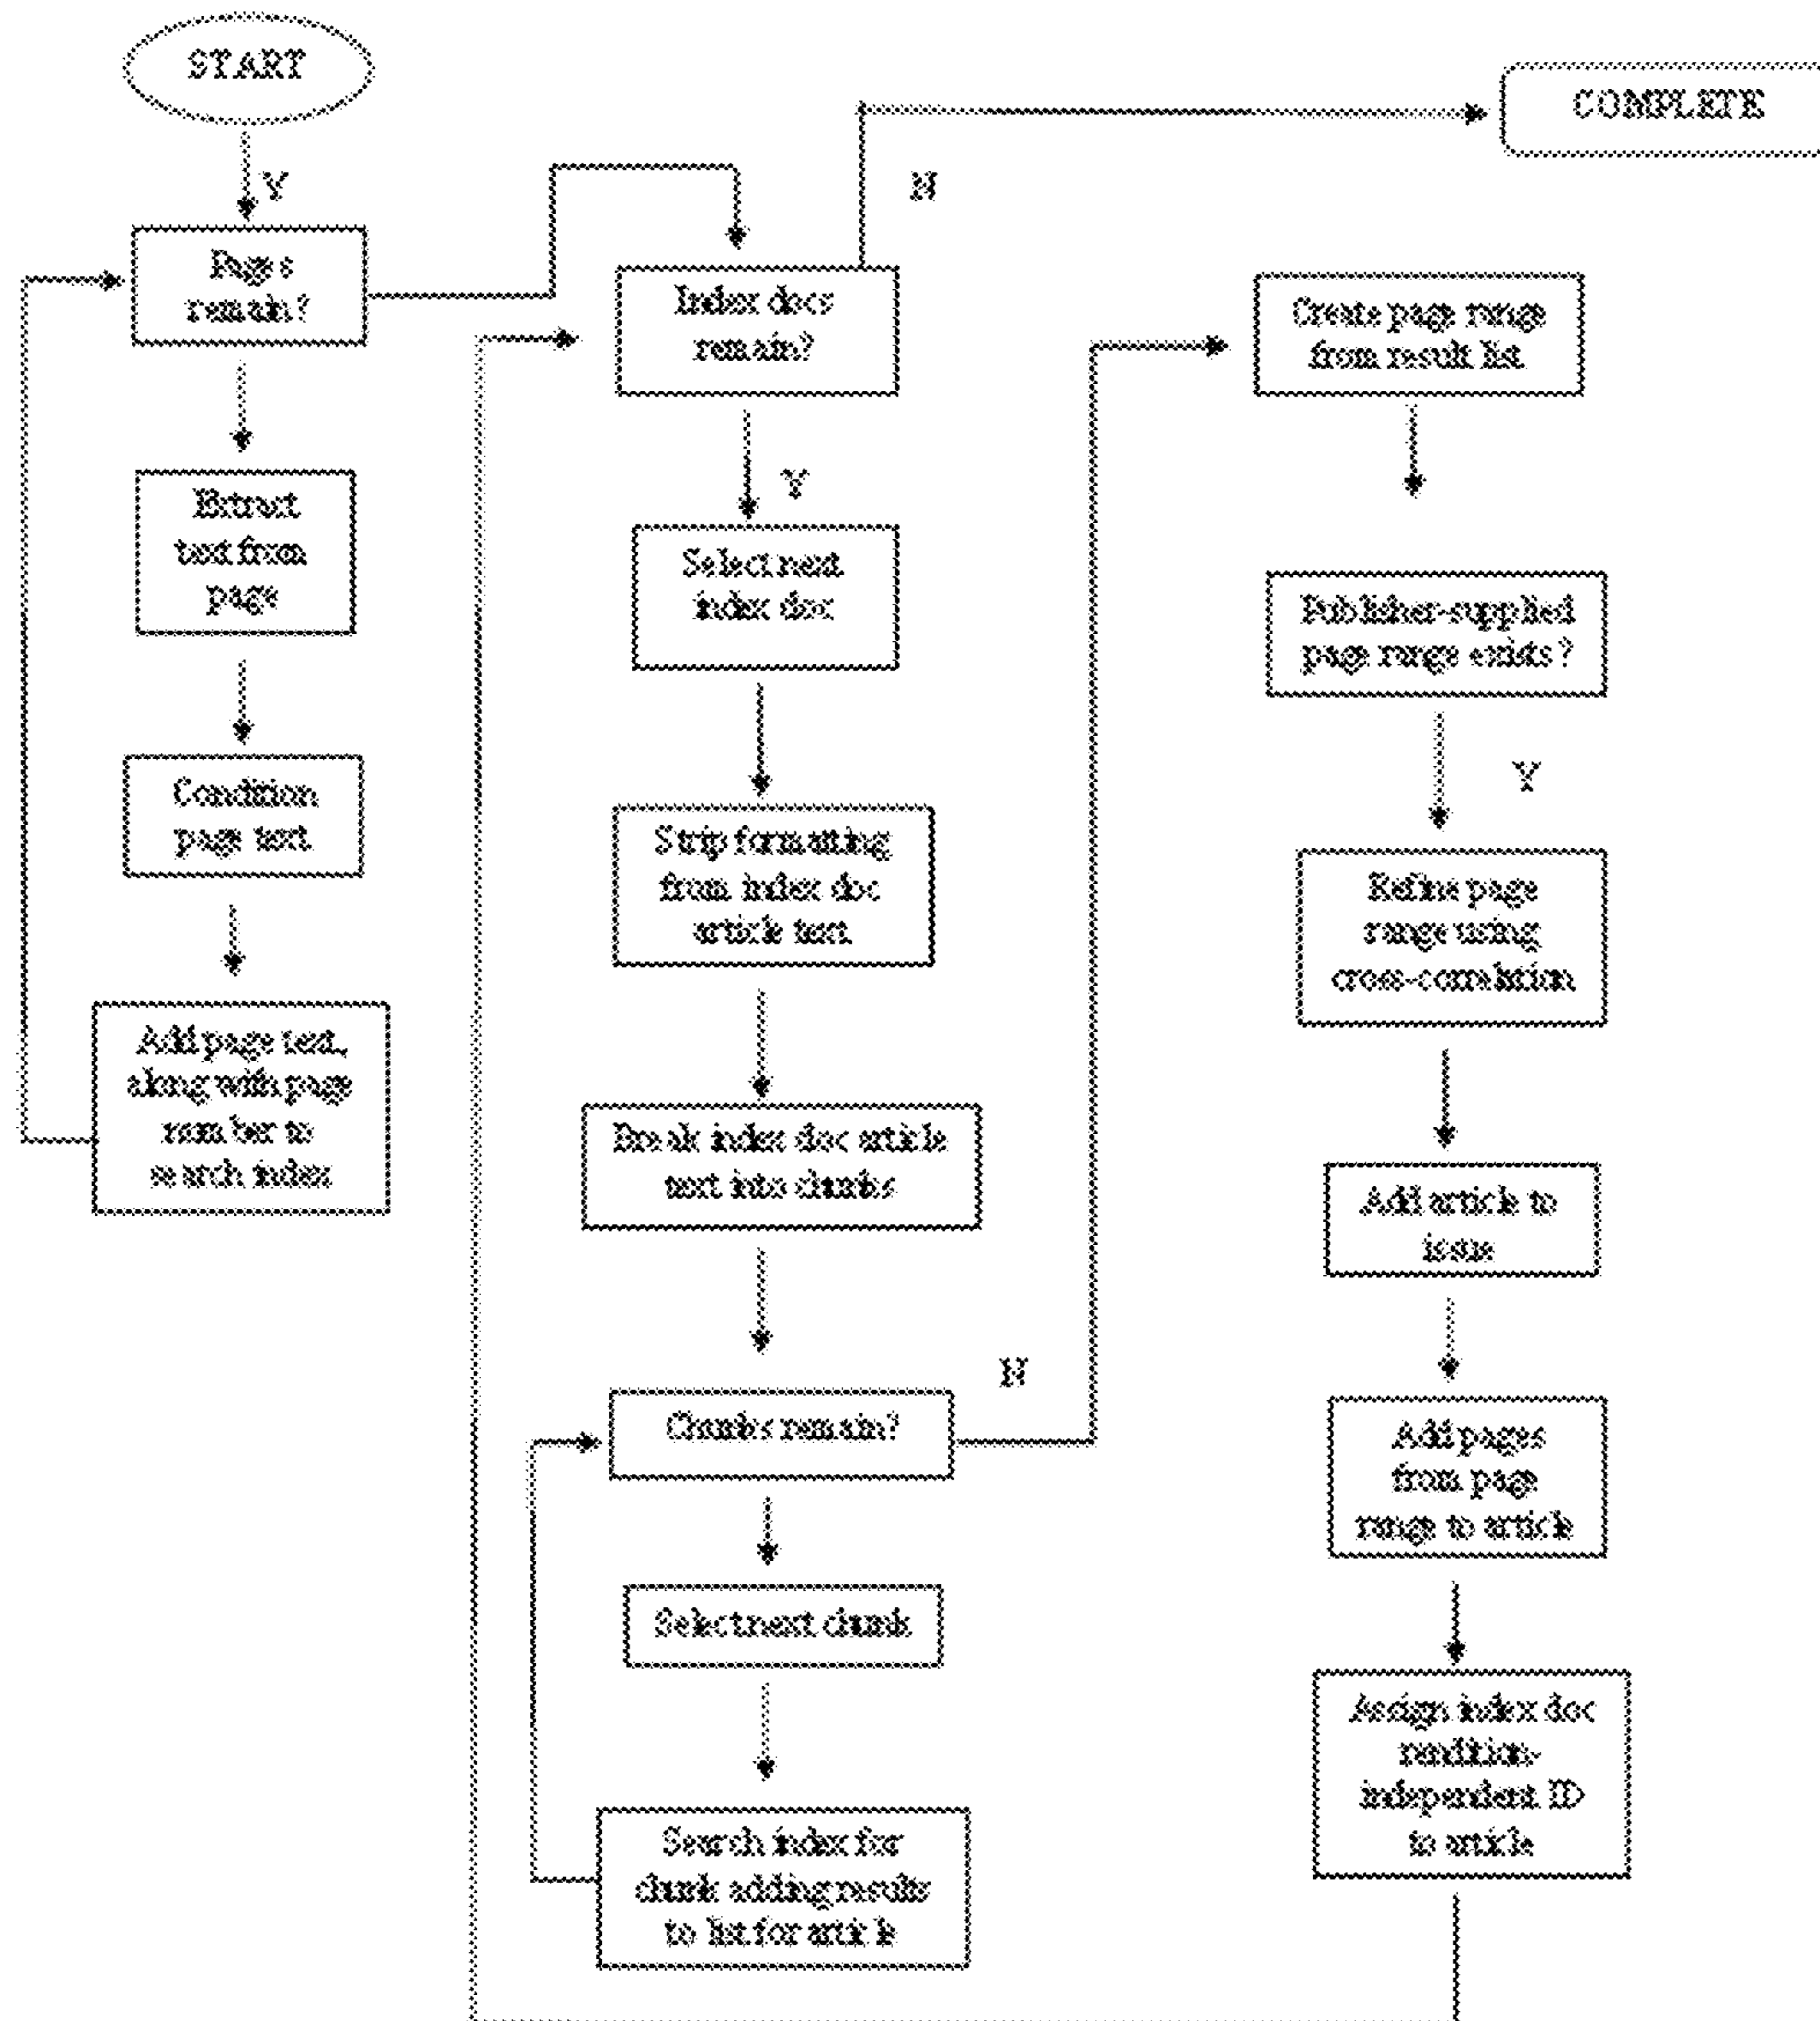 START
Y
Pages
remain?
Extract
text from
page
Condition
page text
Add page text,
along with page
number to
search index
Index docs
remain?
N
COMPLETE
Y
Select next
index doc
Strip formatting
from index doc
article text
Break index doc article
text into chunks
Chunks remain?
N
Select next chunk
Search index for
chunk adding results
to list for article
Create page range
from result list
Publisher-supplied
page range exists?
Y
Refine page
range using
cross-correlation
Add article to
issue
Add pages
from page
range to article
Assign index doc
rendition-
independent ID
to article